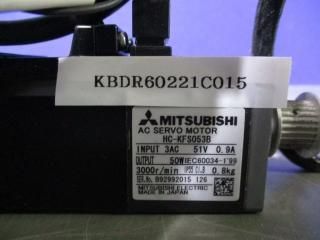 KBDR60221C015
MITSUBISHI
AC SERVO MOTOR
HC-KFS053B
INPUT 3AC 51V 0.9A
OUTPUT 50W IEC60034-1'99
3000r/min IP55 Cl.B 0.8kg
SER.No. B92992015 126
MITSUBISHI ELECTRIC
MADE IN JAPAN